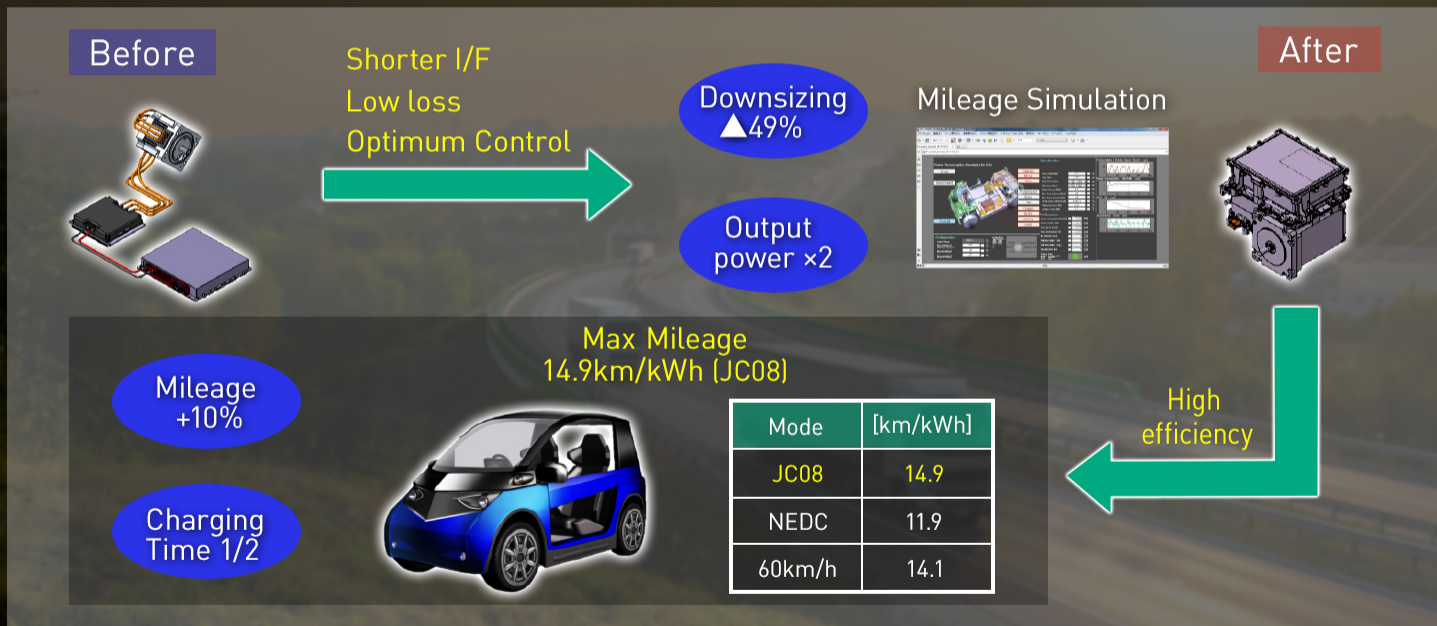 Before
Shorter I/F
Low loss
Optimum Control
Downsizing
▲49%
Output
power ×2
Mileage Simulation
After
High
efficiency
Max Mileage
14.9km/kWh (JC08)
Mileage
+10%
Charging
Time 1/2
Mode [km/kWh]
JC08 14.9
NEDC 11.9
60km/h 14.1